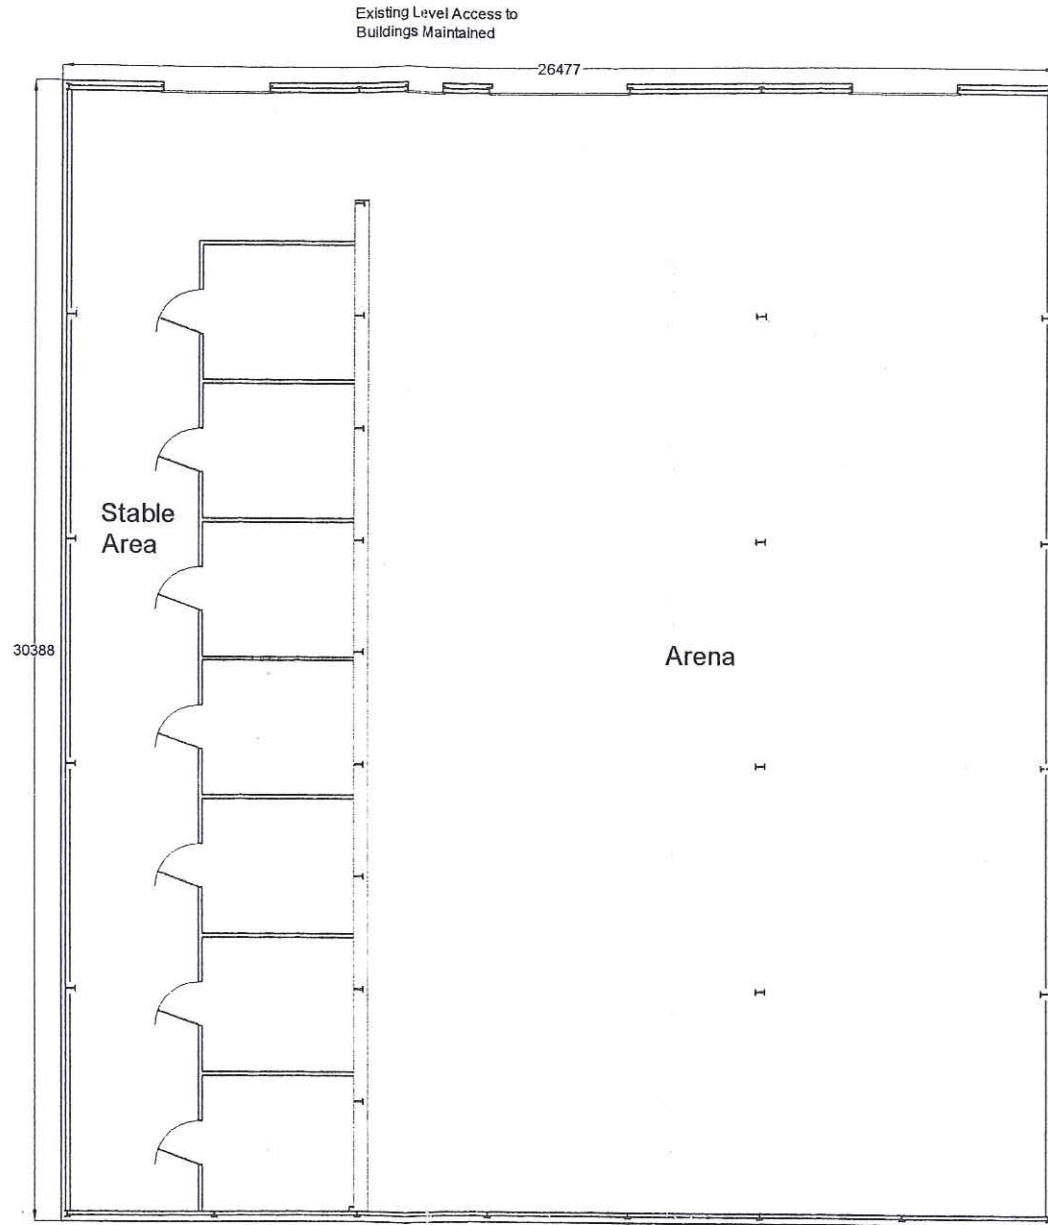 Existing Level Access to
Buildings Maintained
26477
Stable
Area
30388
Arena